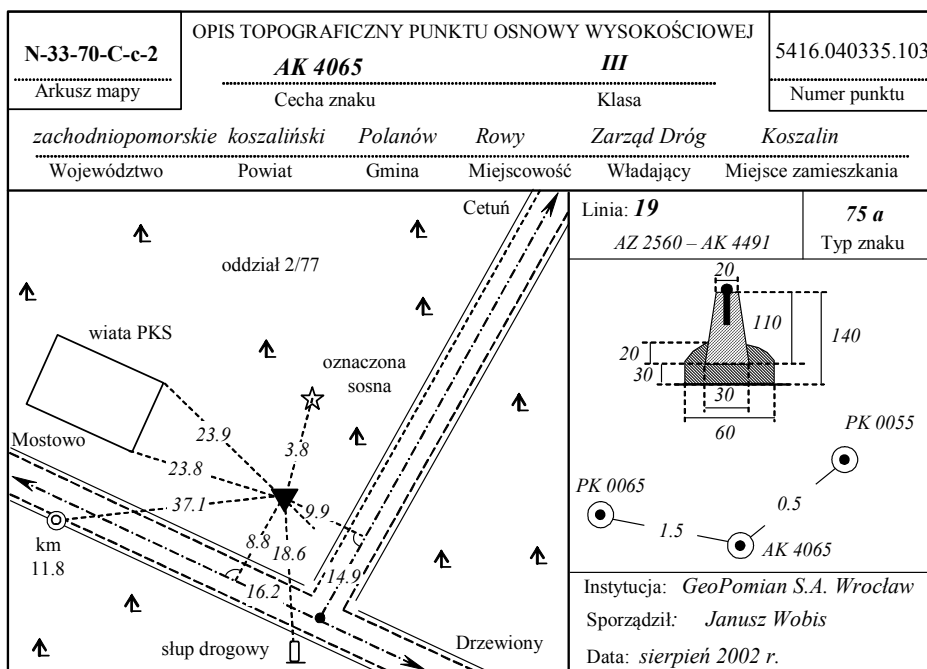 OPIS TOPOGRAFICZNY PUNKTU OSNOWY WYSOKOŚCIOWEJ
N-33-70-C-c-2
Arkusz mapy
AK 4065 III
Cecha znaku Klasa
5416.040335.103
Numer punktu
zachodniopomorskie koszaliński Polanów Rowy Zarząd Dróg Koszalin
Województwo Powiat Gmina Miejscowość Władający Miejsce zamieszkania
Cetuń
oddział 2/77
wiata PKS
oznaczona
sosna
Mostowo
23.9
3.8
23.8
37.1
9.9
km
11.8
8.8
18.6
16.2
14.9
słup drogowy
Drzewiony
Linia: 19
AZ 2560 – AK 4491
75 a
Typ znaku
20
110
140
20
30
30
60
PK 0055
PK 0065
0.5
1.5
AK 4065
Instytucja: GeoPomian S.A. Wrocław
Sporządził: Janusz Wobis
Data: sierpień 2002 r.